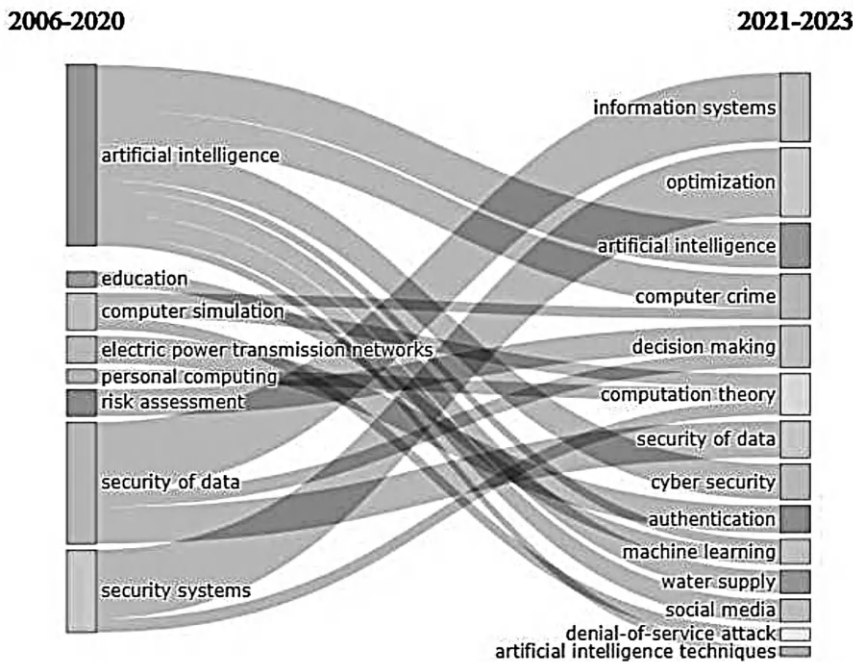 2006-2020
2021-2023
artificial intelligence
education
computer simulation
electric power transmission networks
personal computing
risk assessment
security of data
security systems
information systems
optimization
artificial intelligence
computer crime
decision making
computation theory
security of data
cyber security
authentication
machine learning
water supply
social media
denial-of-service attack
artificial intelligence techniques